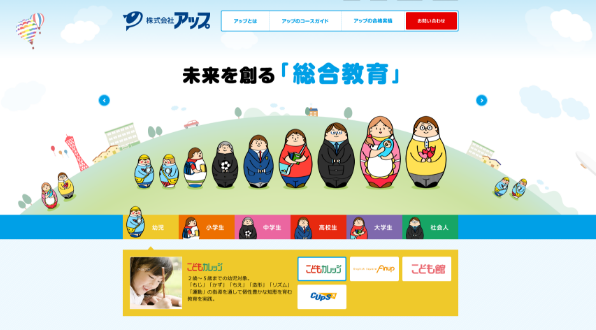 株式会社アップ
アップとは
アップのコースガイド
アップの合格実績
お問い合わせ
未来を創る「総合教育」
幼児
小学生
中学生
高校生
大学生
社会人
こどもカレッジ
2歳〜5歳までの幼児対象。
「もじ」「かず」「ちえ」「造形」「リズム」
「運動」の指導を通して個性豊かな知恵を育む
教育を実践。
こどもカレッジ
こども館